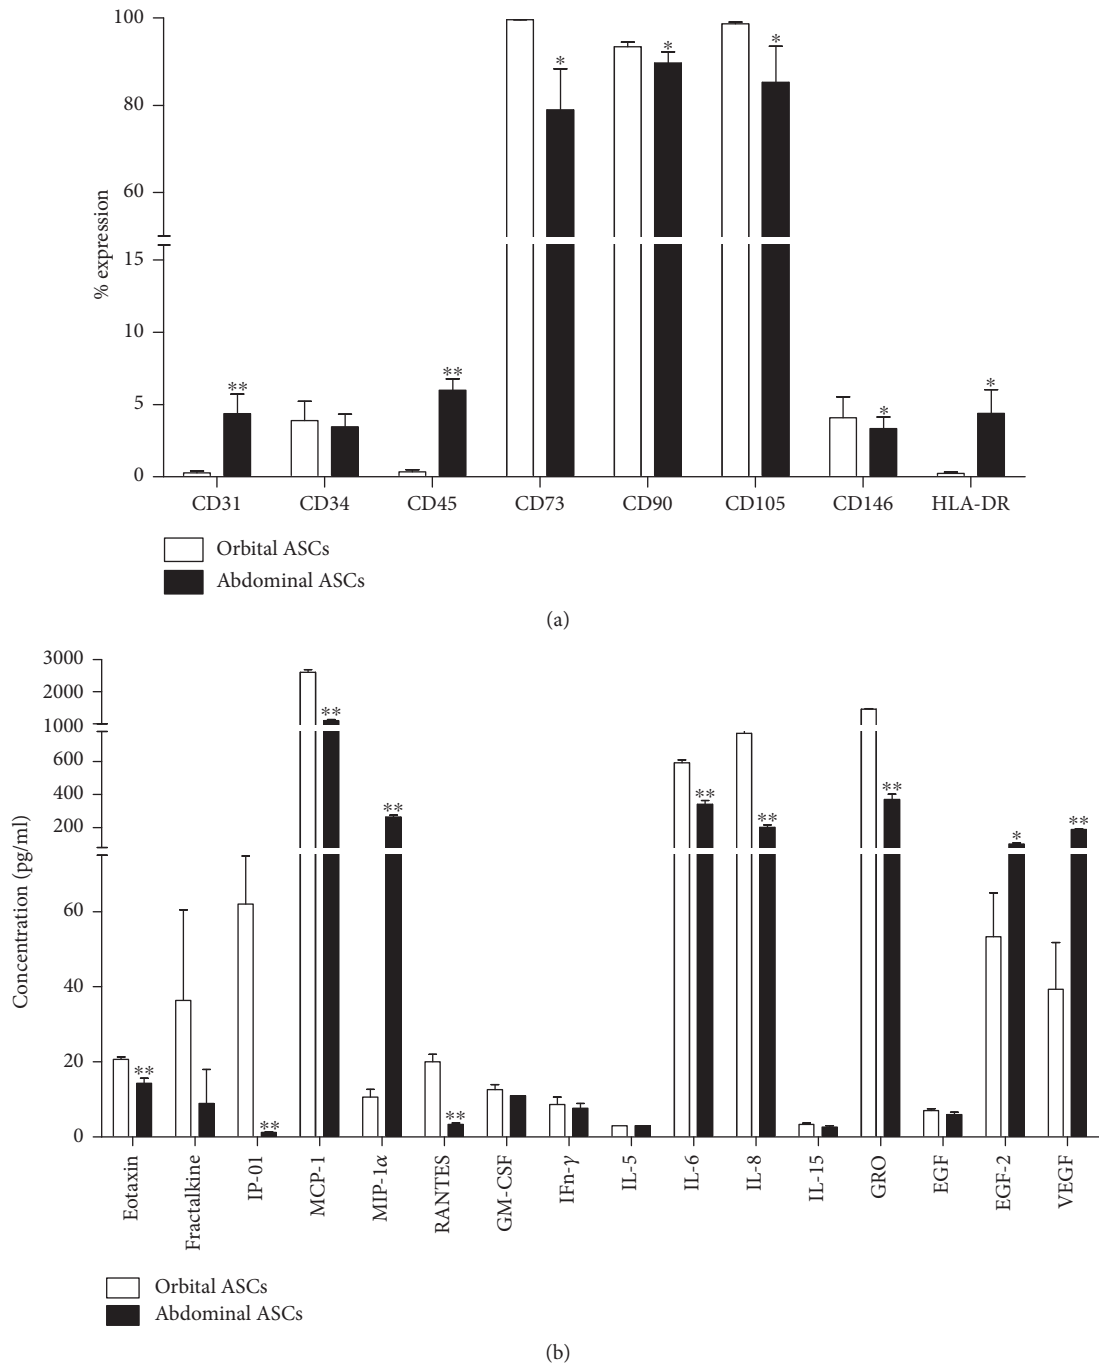 % expression
100
80
60
15
10
5
0
* * * ** ** * *
CD31 CD34 CD45 CD73 CD90 CD105 CD146 HLA-DR
Orbital ASCs
Abdominal ASCs
(a)
Concentration (pg/ml)
3000
2000
1000
600
400
200
60
40
20
0
** ** ** ** ** ** ** ** * **
Eotaxin Fractalkine IP-01 MCP-1 MIP-1α RANTES GM-CSF IFn-γ IL-5 IL-6 IL-8 IL-15 GRO EGF EGF-2 VEGF
Orbital ASCs
Abdominal ASCs
(b)